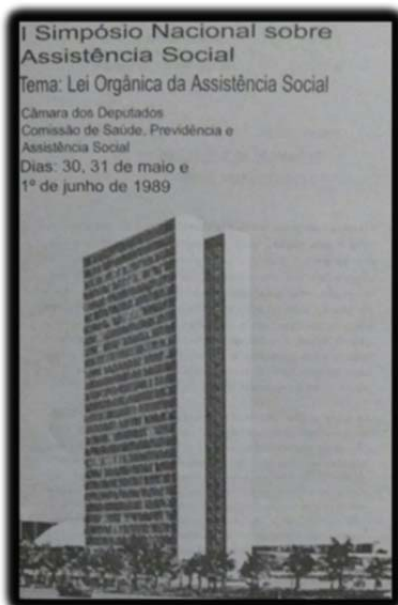 I Simpósio Nacional sobre
Assistência Social
Tema: Lei Orgânica da Assistência Social
Câmara dos Deputados
Comissão de Saúde, Previdência e
Assistência Social
Dias: 30, 31 de maio e
1º de junho de 1989